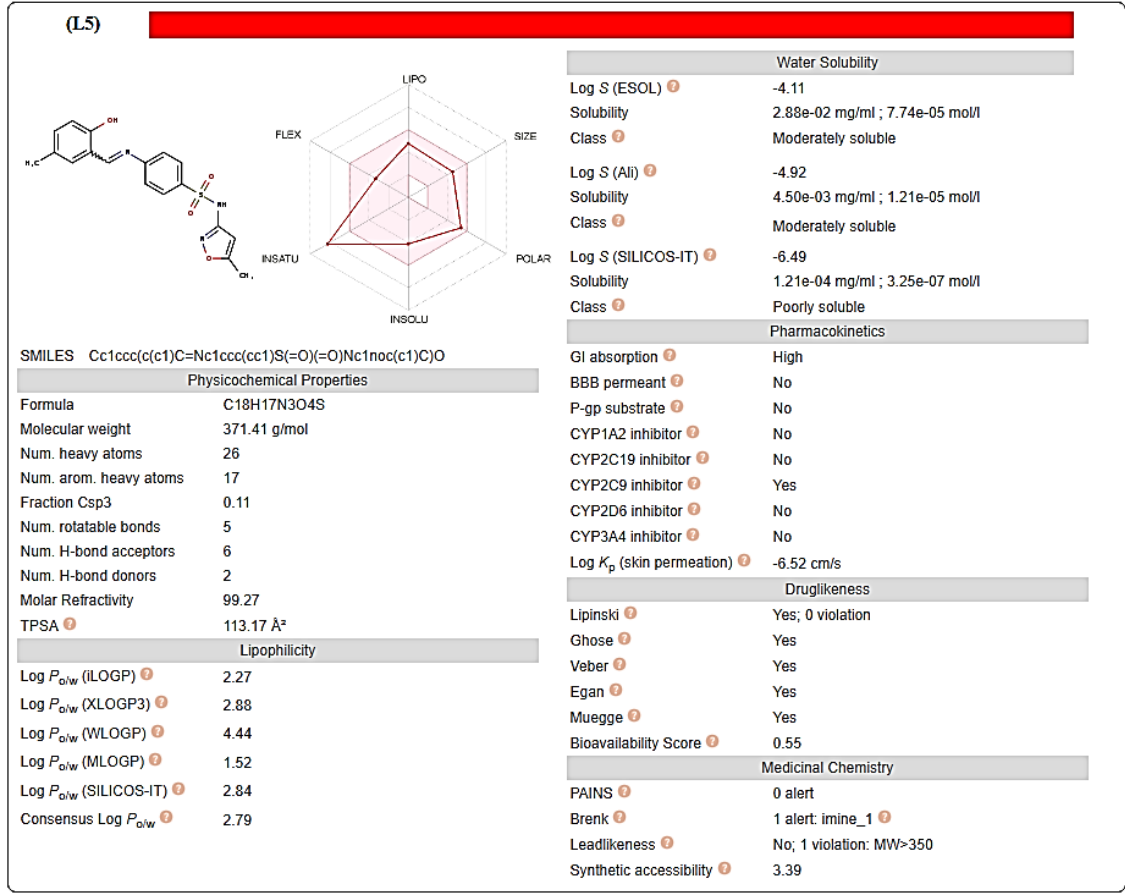 (L5)
LIPO
FLEX
SIZE
INSATU
POLAR
INSOLU
OH
H₃C
N
O
S
O
NH
N
O
CH₃
SMILES Cc1ccc(c(c1)C=Nc1ccc(cc1)S(=O)(=O)Nc1noc(c1)C)O
Physicochemical Properties
Formula C18H17N3O4S
Molecular weight 371.41 g/mol
Num. heavy atoms 26
Num. arom. heavy atoms 17
Fraction Csp3 0.11
Num. rotatable bonds 5
Num. H-bond acceptors 6
Num. H-bond donors 2
Molar Refractivity 99.27
TPSA ? 113.17 Å²
Lipophilicity
Log Po/w (iLOGP) ? 2.27
Log Po/w (XLOGP3) ? 2.88
Log Po/w (WLOGP) ? 4.44
Log Po/w (MLOGP) ? 1.52
Log Po/w (SILICOS-IT) ? 2.84
Consensus Log Po/w ? 2.79
Water Solubility
Log S (ESOL) ? -4.11
Solubility 2.88e-02 mg/ml ; 7.74e-05 mol/l
Class ? Moderately soluble
Log S (Ali) ? -4.92
Solubility 4.50e-03 mg/ml ; 1.21e-05 mol/l
Class ? Moderately soluble
Log S (SILICOS-IT) ? -6.49
Solubility 1.21e-04 mg/ml ; 3.25e-07 mol/l
Class ? Poorly soluble
Pharmacokinetics
GI absorption ? High
BBB permeant ? No
P-gp substrate ? No
CYP1A2 inhibitor ? No
CYP2C19 inhibitor ? No
CYP2C9 inhibitor ? Yes
CYP2D6 inhibitor ? No
CYP3A4 inhibitor ? No
Log Kp (skin permeation) ? -6.52 cm/s
Druglikeness
Lipinski ? Yes; 0 violation
Ghose ? Yes
Veber ? Yes
Egan ? Yes
Muegge ? Yes
Bioavailability Score ? 0.55
Medicinal Chemistry
PAINS ? 0 alert
Brenk ? 1 alert: imine_1 ?
Leadlikeness ? No; 1 violation: MW>350
Synthetic accessibility ? 3.39